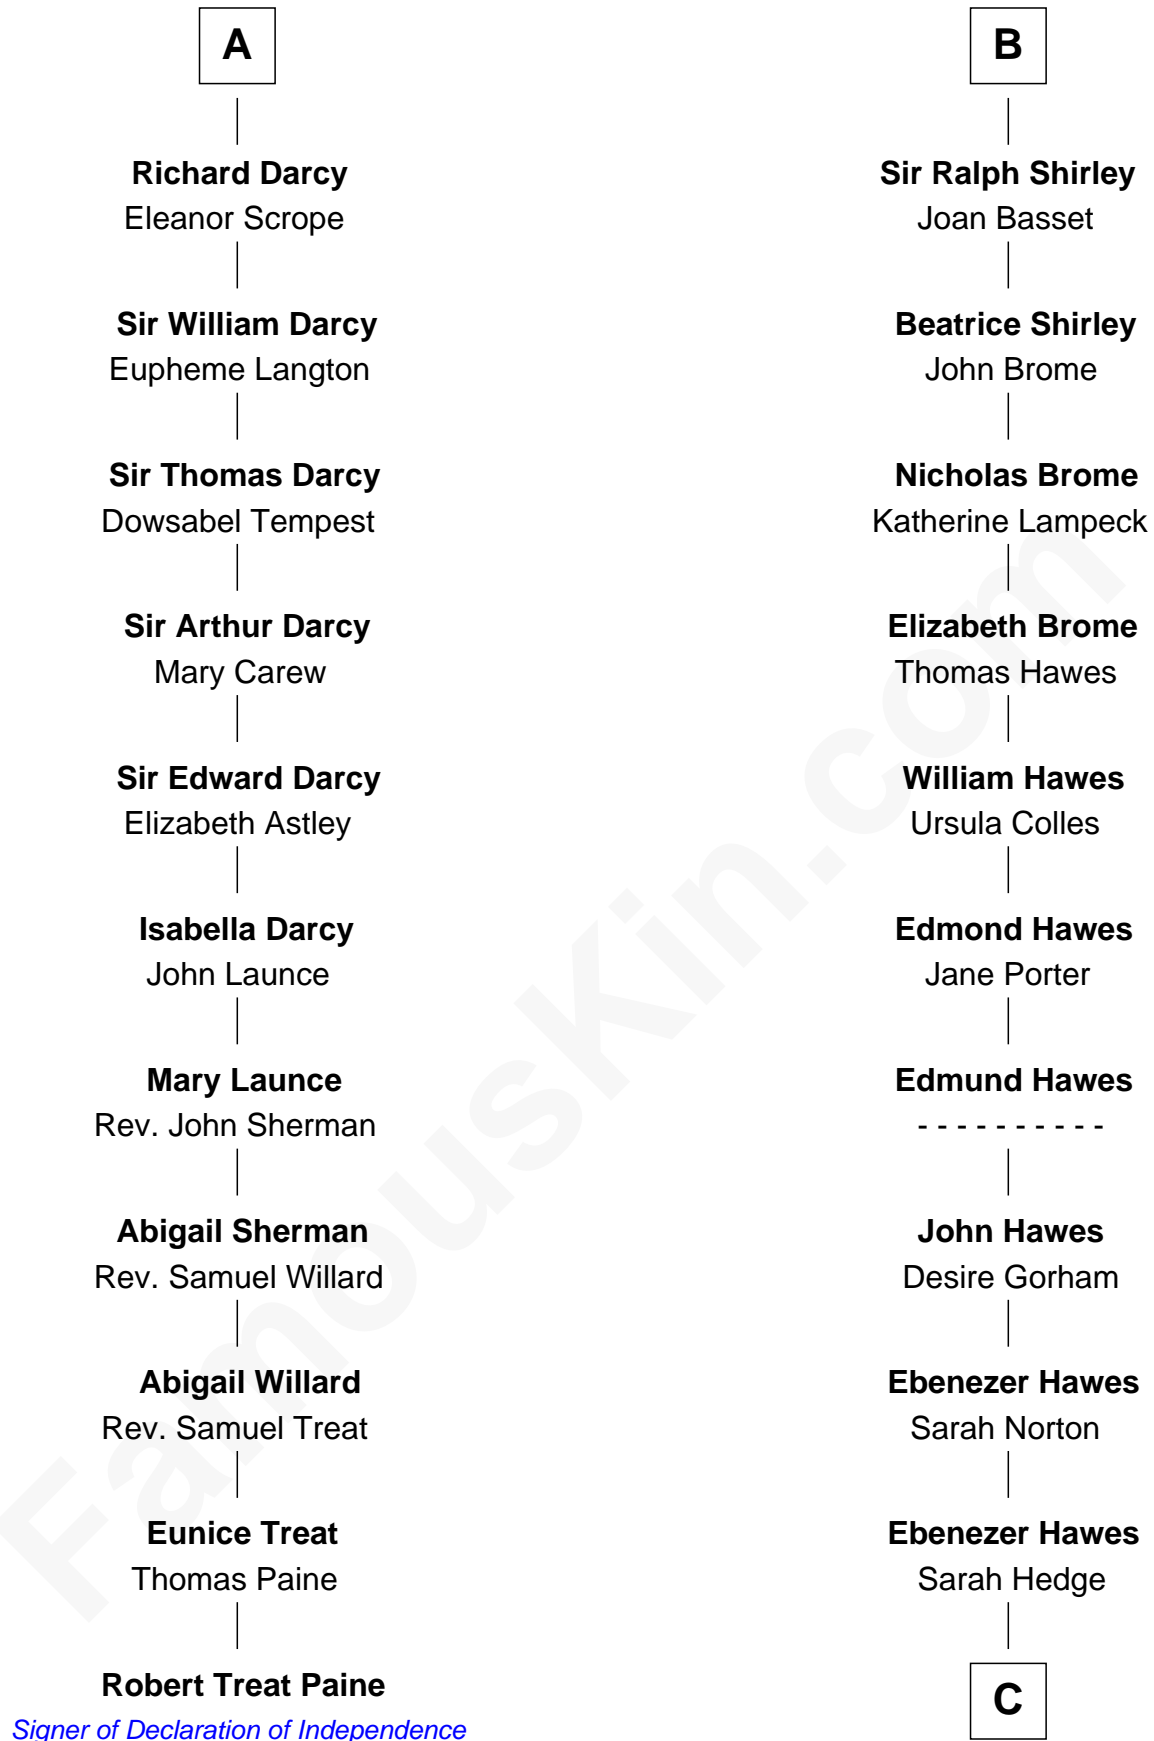 A
Richard Darcy
Eleanor Scrope
Sir William Darcy
Eupheme Langton
Sir Thomas Darcy
Dowsabel Tempest
Sir Arthur Darcy
Mary Carew
Sir Edward Darcy
Elizabeth Astley
Isabella Darcy
John Launce
Mary Launce
Rev. John Sherman
Abigail Sherman
Rev. Samuel Willard
Abigail Willard
Rev. Samuel Treat
Eunice Treat
Thomas Paine
Robert Treat Paine
Signer of Declaration of Independence
B
Sir Ralph Shirley
Joan Basset
Beatrice Shirley
John Brome
Nicholas Brome
Katherine Lampeck
Elizabeth Brome
Thomas Hawes
William Hawes
Ursula Colles
Edmond Hawes
Jane Porter
Edmund Hawes
- - - - - - - - - -
John Hawes
Desire Gorham
Ebenezer Hawes
Sarah Norton
Ebenezer Hawes
Sarah Hedge
C
FamousKin.com